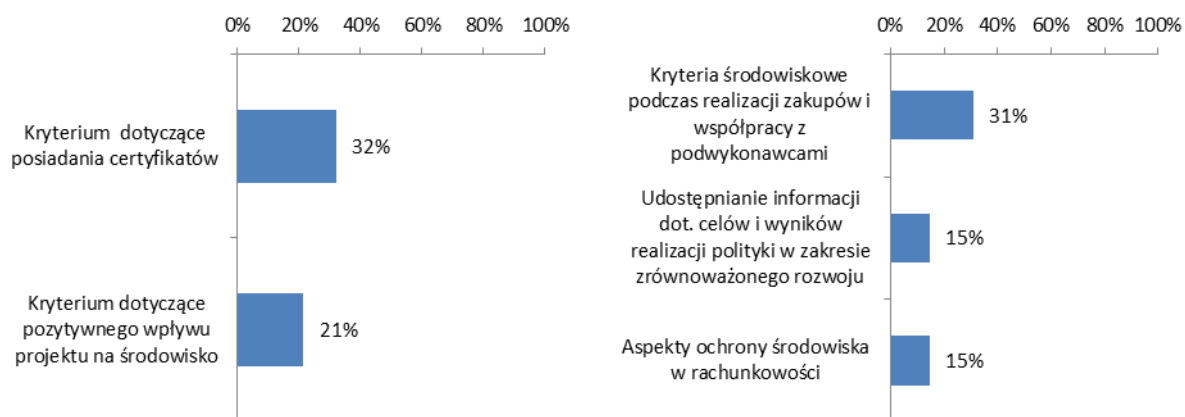 0% 20% 40% 60% 80% 100%
Kryterium dotyczące
posiadania certyfikatów
32%
Kryterium dotyczące
pozytywnego wpływu
projektu na środowisko
21%
0% 20% 40% 60% 80% 100%
Kryteria środowiskowe
podczas realizacji zakupów i
współpracy z
podwykonawcami
31%
Udostępnianie informacji
dot. celów i wyników
realizacji polityki w zakresie
zrównoważonego rozwoju
15%
Aspekty ochrony środowiska
w rachunkowości
15%